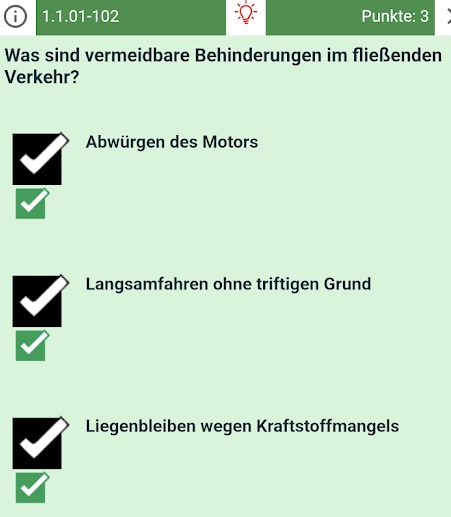 1.1.01-102 Punkte: 3
Was sind vermeidbare Behinderungen im fließenden
Verkehr?
Abwürgen des Motors
Langsamfahren ohne triftigen Grund
Liegenbleiben wegen Kraftstoffmangels